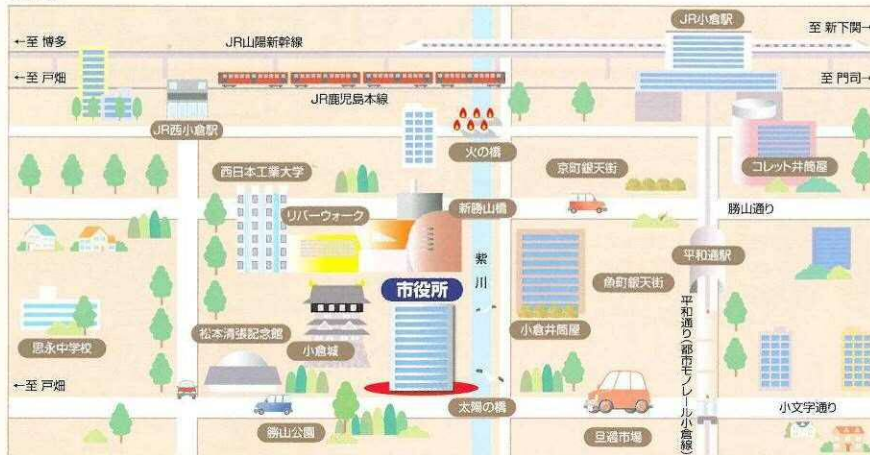 JR小倉駅
←至 博多
JR山陽新幹線
至 新下関→
←至 戸畑
至 門司→
JR鹿児島本線
JR西小倉駅
火の橋
京町銀天街
コレット井筒屋
西日本工業大学
リバーウォーク
新勝山橋
勝山通り
紫川
平和通駅
市役所
魚町銀天街
思永中学校
松本清張記念館
小倉城
小倉井筒屋
平和通り(都市モノレール小倉線)
←至 戸畑
太陽の橋
小文字通り
勝山公園
旦過市場